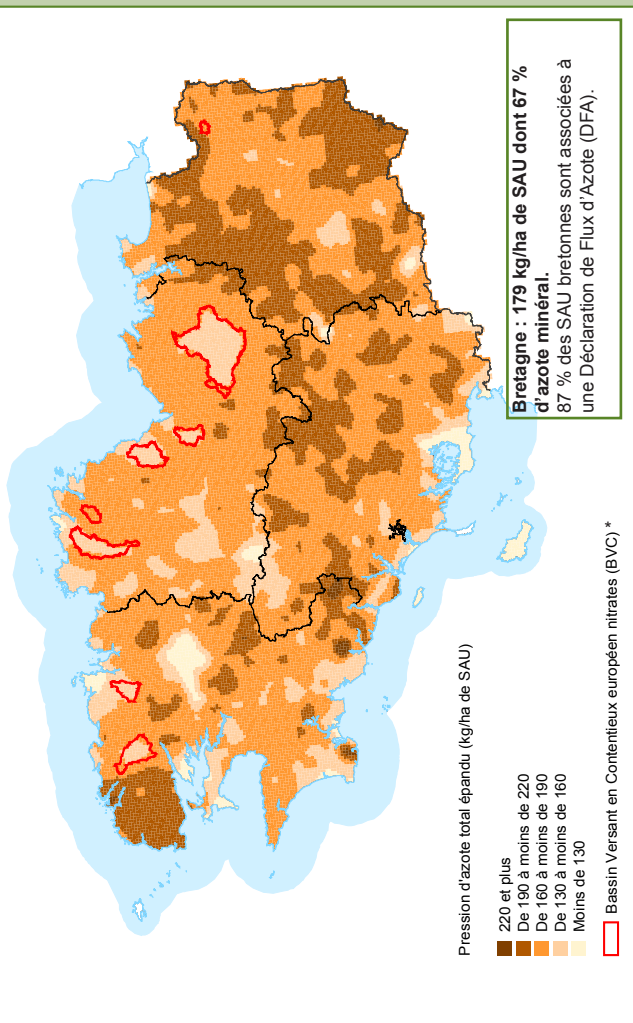 Bretagne : 179 kg/ha de SAU dont 67 %
d'azote minéral.
87 % des SAU bretonnes sont associées à
une Déclaration de Flux d'Azote (DFA).
Pression d'azote total épandu (kg/ha de SAU)
220 et plus
De 190 à moins de 220
De 160 à moins de 190
De 130 à moins de 160
Moins de 130
Bassin Versant en Contentieux européen nitrates (BVC) *